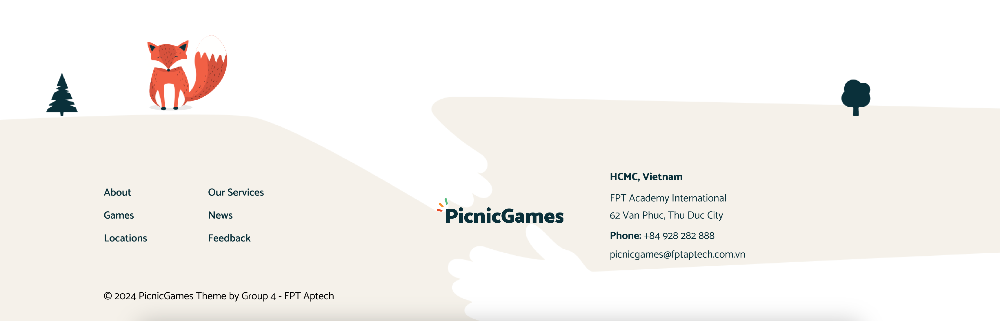 About
Games
Locations
Our Services
News
Feedback
© 2024 PicnicGames Theme by Group 4 - FPT Aptech
PicnicGames
HCMC, Vietnam
FPT Academy International
62 Van Phuc, Thu Duc City
Phone: +84 928 282 888
picnicgames@fptaptech.com.vn